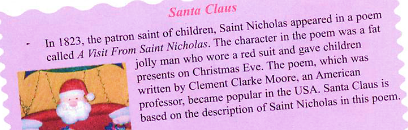 Santa Claus
- In 1823, the patron saint of children, Saint Nicholas appeared in a poem
called A Visit From Saint Nicholas. The character in the poem was a fat
jolly man who wore a red suit and gave children
presents on Christmas Eve. The poem, which was
written by Clement Clarke Moore, an American
professor, became popular in the USA. Santa Claus is
based on the description of Saint Nicholas in this poem.